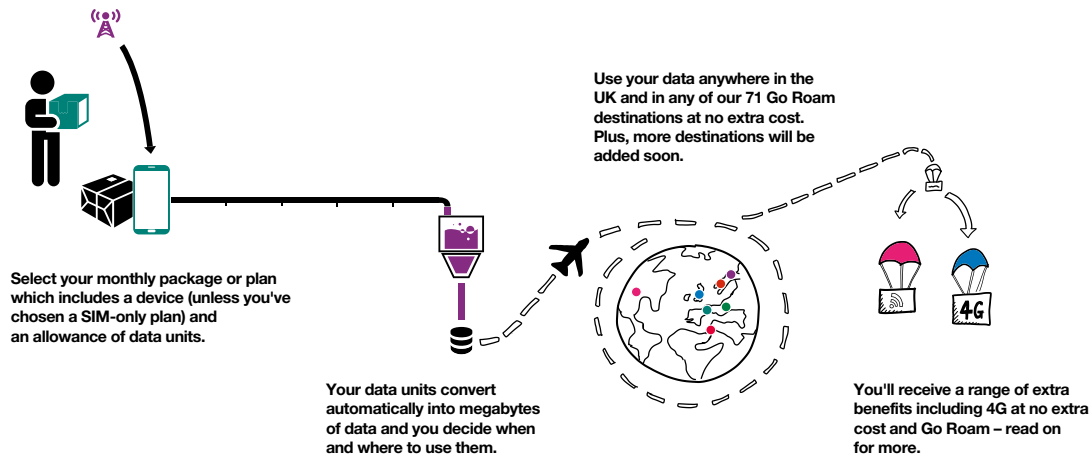 Select your monthly package or plan
which includes a device (unless you've
chosen a SIM-only plan) and
an allowance of data units.
Your data units convert
automatically into megabytes
of data and you decide when
and where to use them.
Use your data anywhere in the
UK and in any of our 71 Go Roam
destinations at no extra cost.
Plus, more destinations will be
added soon.
4G
You'll receive a range of extra
benefits including 4G at no extra
cost and Go Roam – read on
for more.